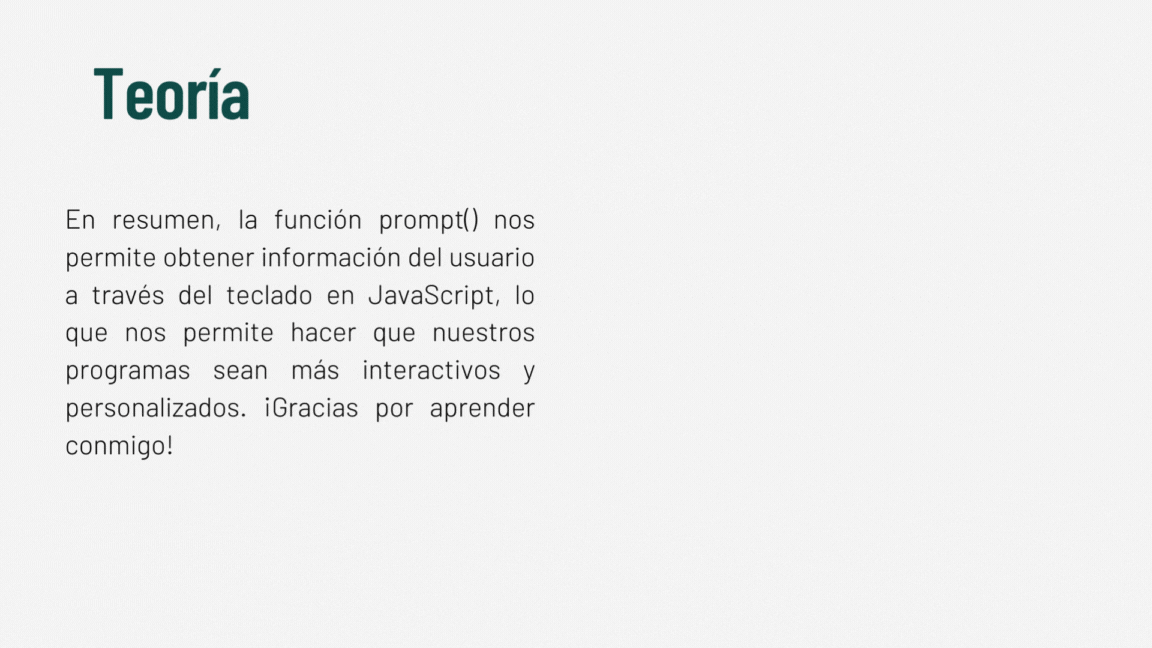 Teoría
En resumen, la función prompt() nos
permite obtener información del usuario
a través del teclado en JavaScript, lo
que nos permite hacer que nuestros
programas sean más interactivos y
personalizados. ¡Gracias por aprender
conmigo!